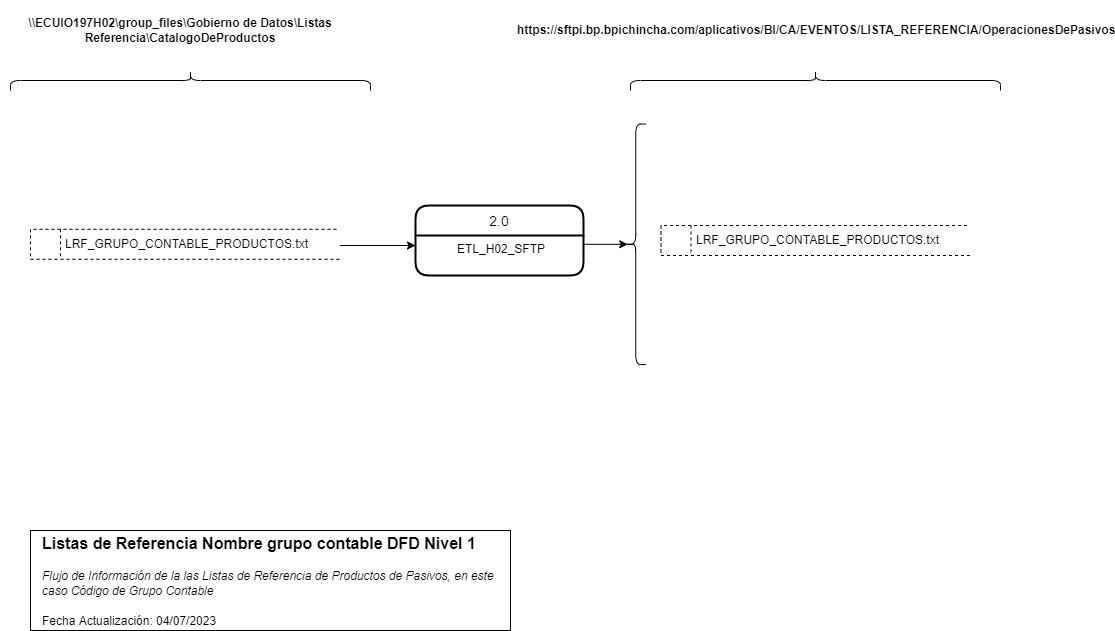 \\ECUIO197H02\group_files\Gobierno de Datos\Listas
Referencia\CatalogoDeProductos
https://sftpi.bp.bpichincha.com/aplicativos/BI/CA/EVENTOS/LISTA_REFERENCIA/OperacionesDePasivos
LRF_GRUPO_CONTABLE_PRODUCTOS.txt
2.0
ETL_H02_SFTP
LRF_GRUPO_CONTABLE_PRODUCTOS.txt
Listas de Referencia Nombre grupo contable DFD Nivel 1
Flujo de Información de la las Listas de Referencia de Productos de Pasivos, en este
caso Código de Grupo Contable
Fecha Actualización: 04/07/2023